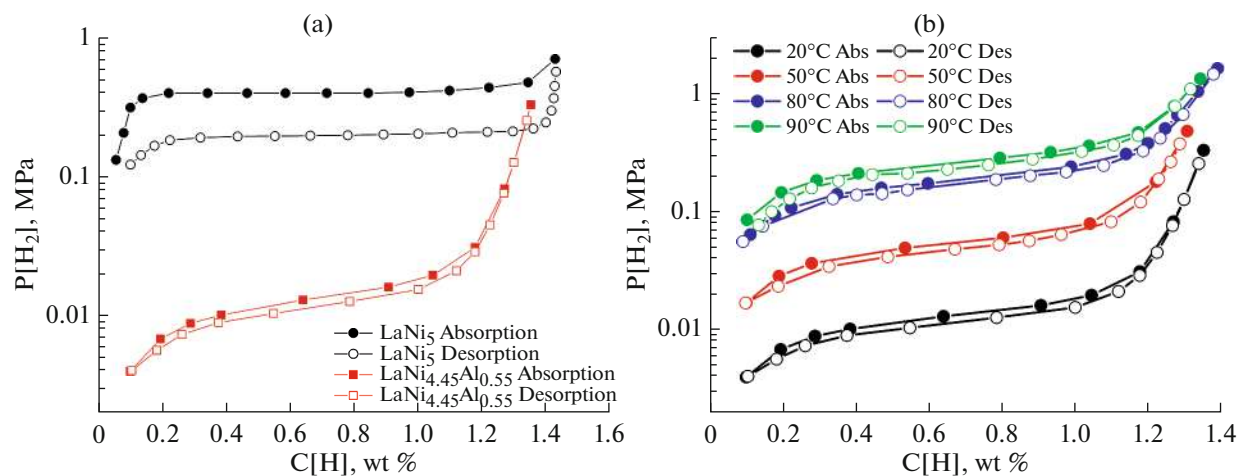 (a)
1
0.1
0.01
P[H₂], MPa
LaNi₅ Absorption
LaNi₅ Desorption
LaNi₄.₄₅Al₀.₅₅ Absorption
LaNi₄.₄₅Al₀.₅₅ Desorption
0 0.2 0.4 0.6 0.8 1.0 1.2 1.4 1.6
C[H], wt %
(b)
20°C Abs 20°C Des
50°C Abs 50°C Des
80°C Abs 80°C Des
90°C Abs 90°C Des
1
0.1
0.01
P[H₂], MPa
0 0.2 0.4 0.6 0.8 1.0 1.2 1.4
C[H], wt %